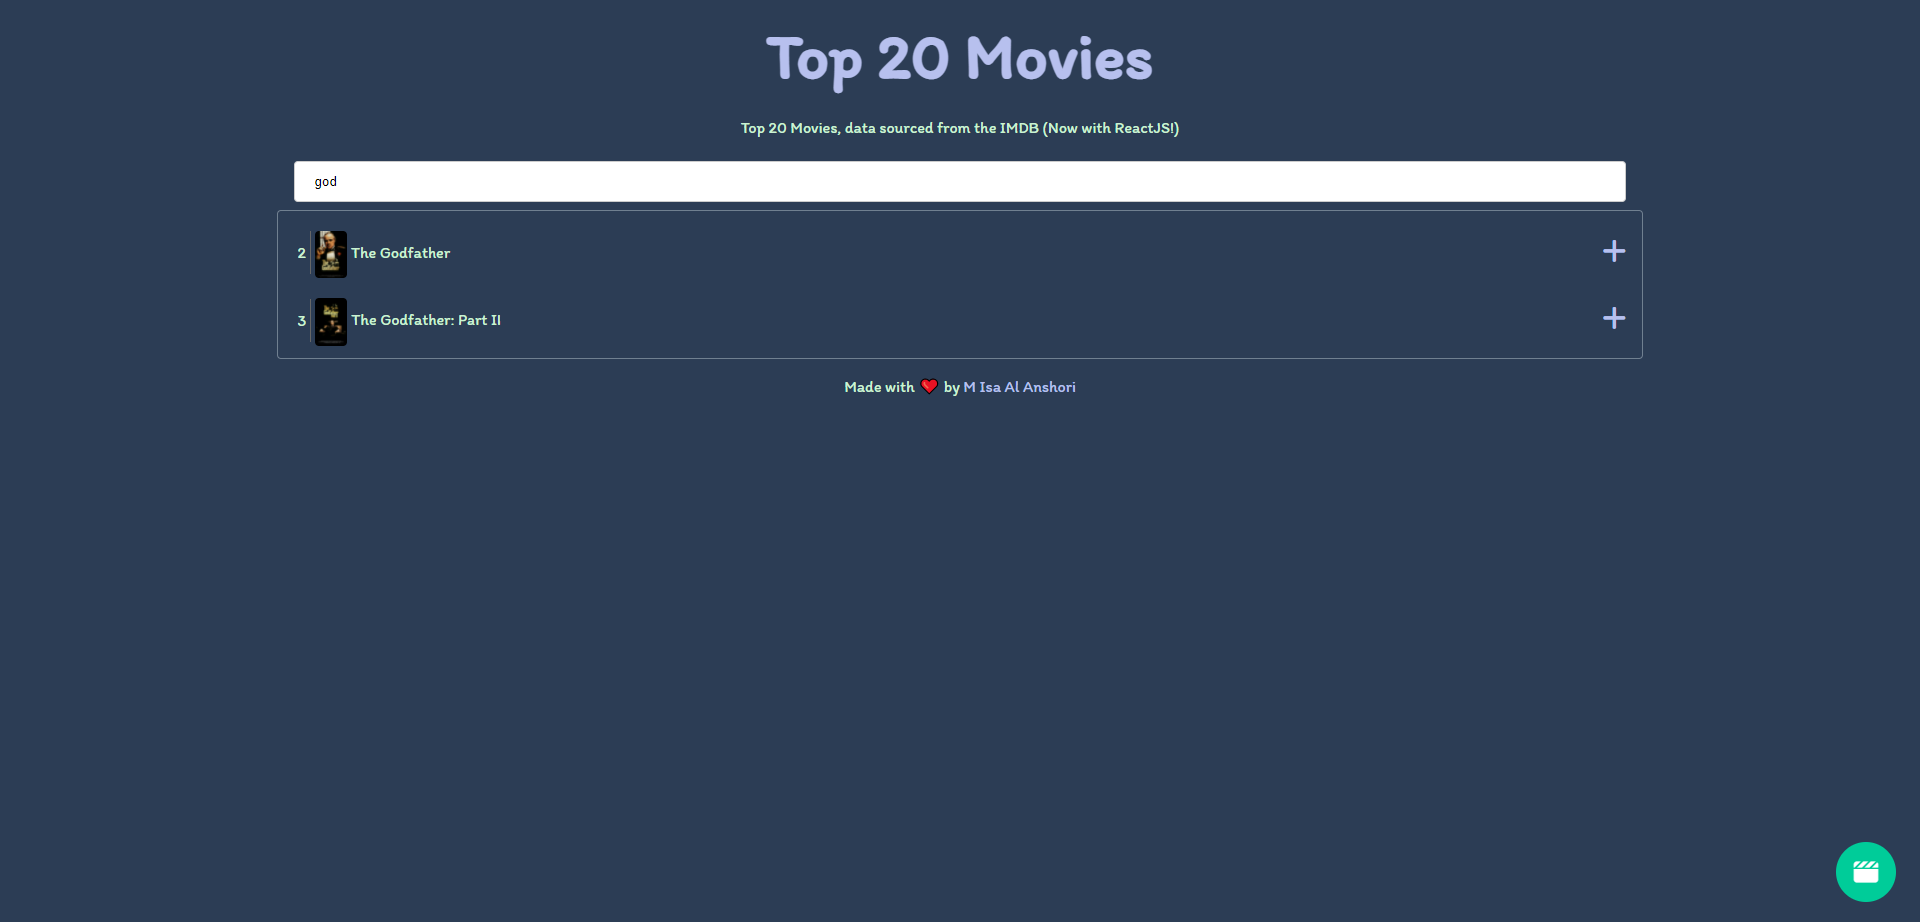 Top 20 Movies
Top 20 Movies, data sourced from the IMDB (Now with ReactJS!)
god
2 The Godfather
3 The Godfather: Part II
Made with ❤️ by M Isa Al Anshori